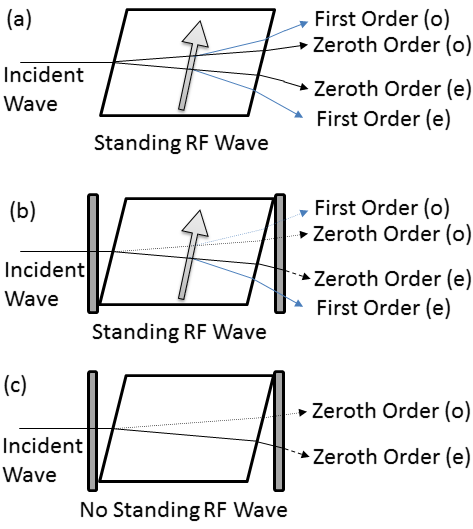 (a)
First Order (o)
Zeroth Order (o)
Incident
Wave
Zeroth Order (e)
First Order (e)
Standing RF Wave
(b)
First Order (o)
Zeroth Order (o)
Incident
Wave
Zeroth Order (e)
First Order (e)
Standing RF Wave
(c)
Zeroth Order (o)
Incident
Wave
Zeroth Order (e)
No Standing RF Wave